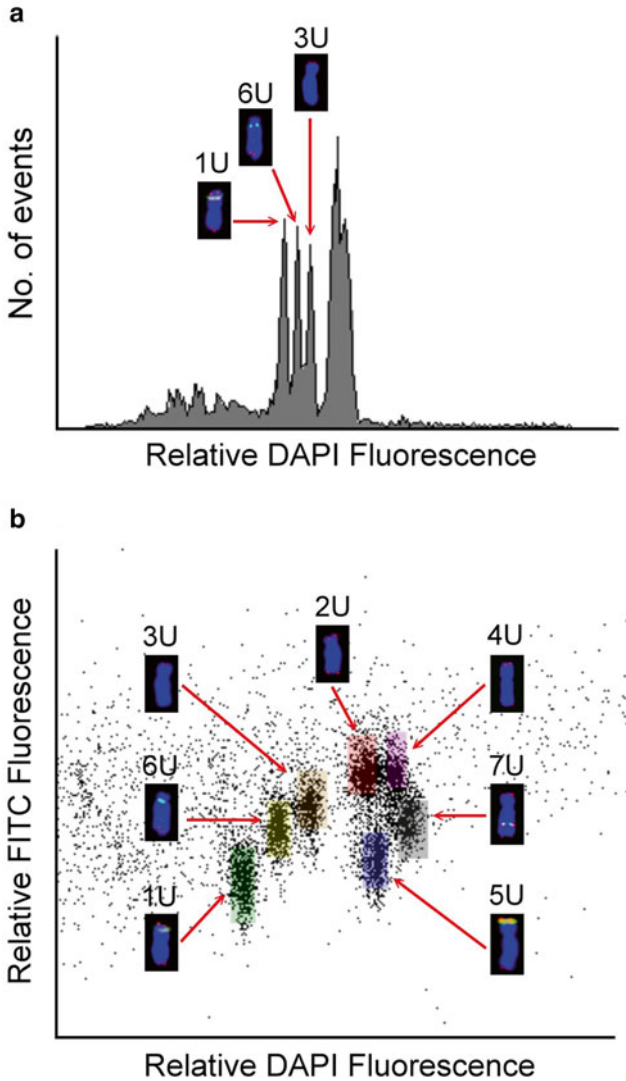 a
3U
6U
1U
No. of events
Relative DAPI Fluorescence
b
2U
3U
4U
6U
7U
1U
5U
Relative FITC Fluorescence
Relative DAPI Fluorescence